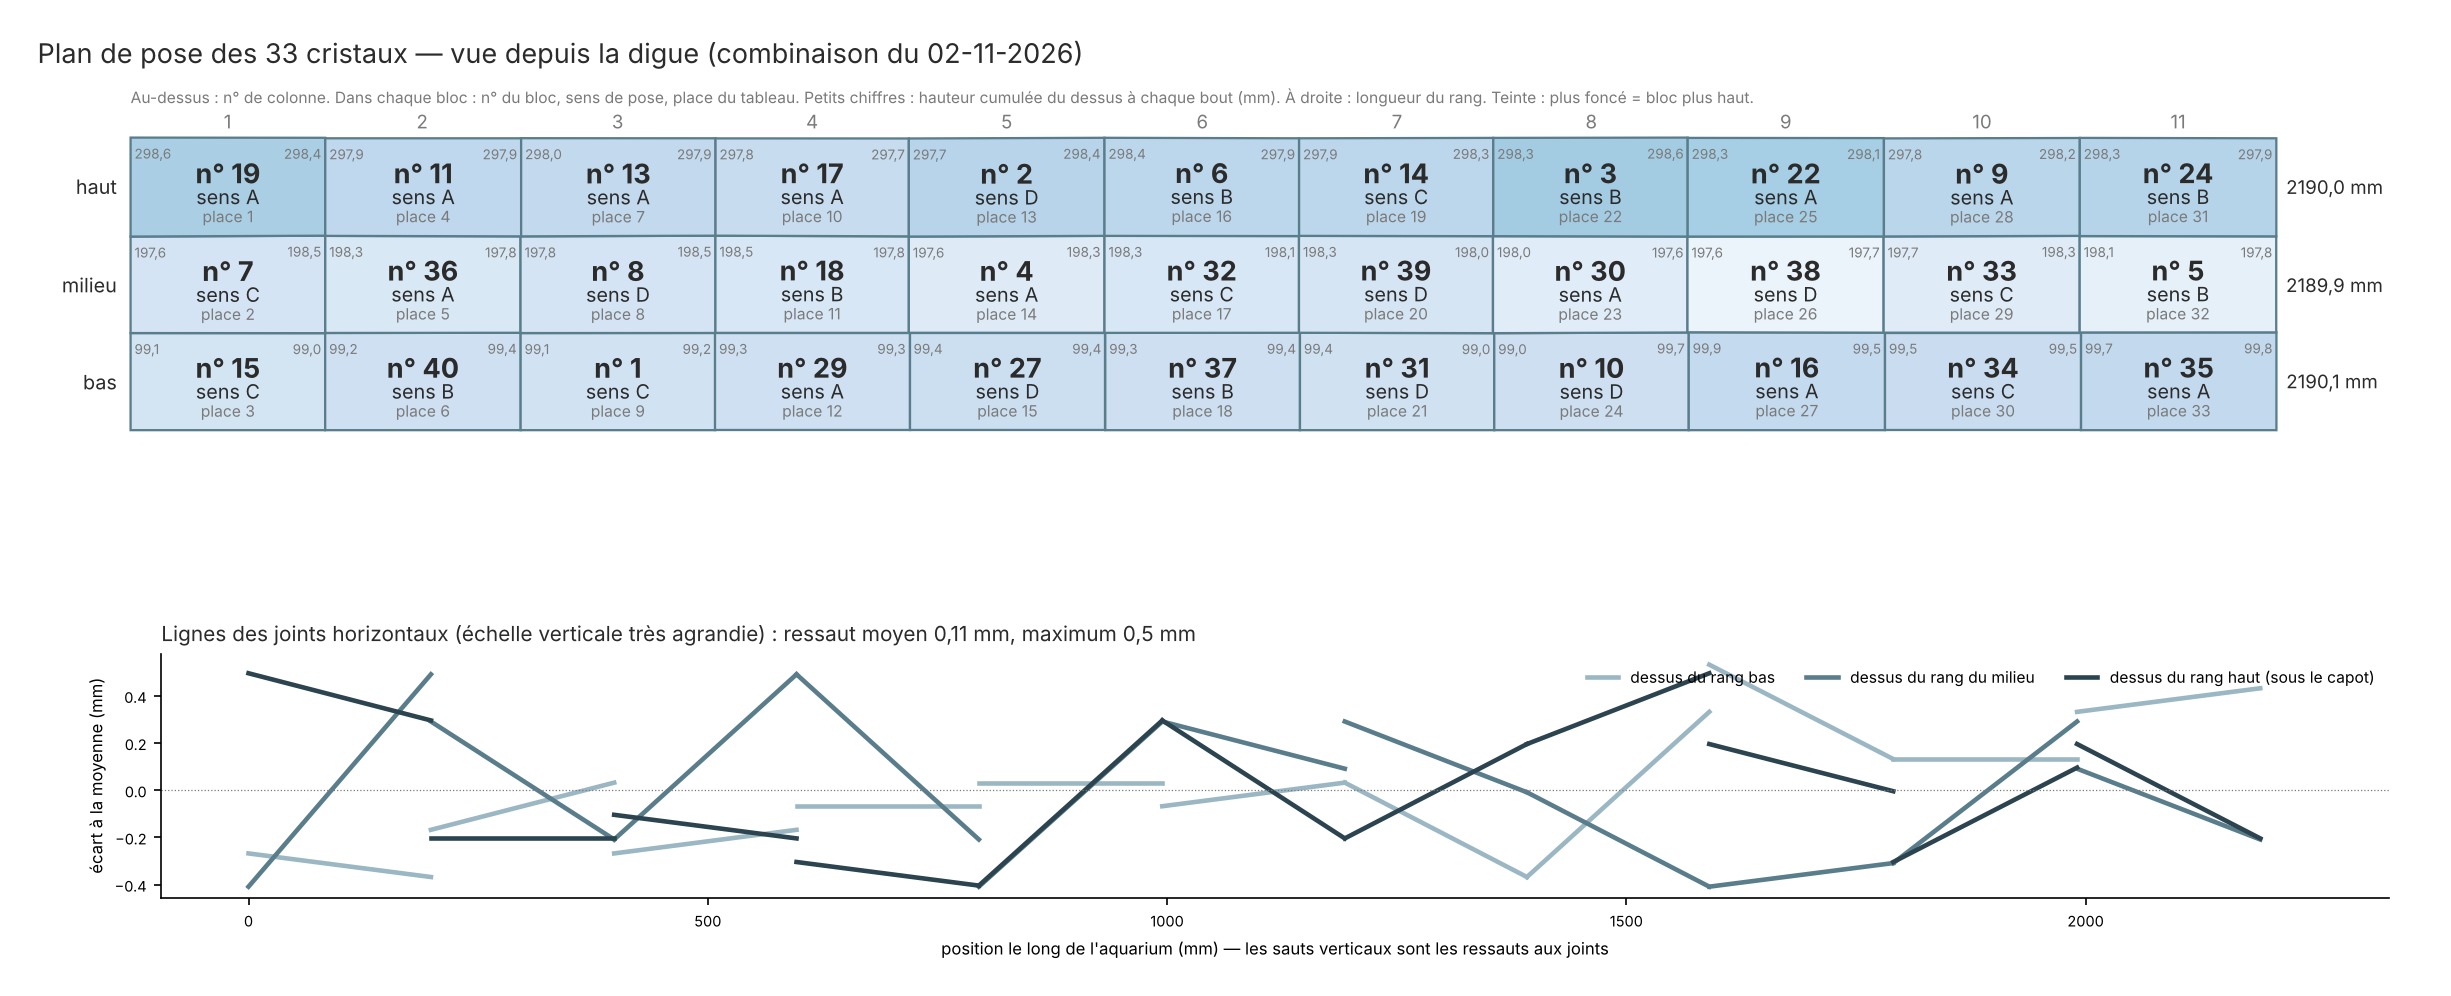 Plan de pose des 33 cristaux — vue depuis la digue (combinaison du 02-11-2026)
Au-dessus : n° de colonne. Dans chaque bloc : n° du bloc, sens de pose, place du tableau. Petits chiffres : hauteur cumulée du dessus à chaque bout (mm). À droite : longueur du rang. Teinte : plus foncé = bloc plus haut.
1 2 3 4 5 6 7 8 9 10 11
298,6 298,4 297,9 297,9 298,0 297,9 297,8 297,7 297,7 298,4 298,4 297,9 297,9 298,3 298,3 298,6 298,3 298,1 297,8 298,2 298,3 297,9
n° 19 n° 11 n° 13 n° 17 n° 2 n° 6 n° 14 n° 3 n° 22 n° 9 n° 24
haut 2190,0 mm
sens A sens A sens A sens A sens D sens B sens C sens B sens A sens A sens B
place 1 place 4 place 7 place 10 place 13 place 16 place 19 place 22 place 25 place 28 place 31
197,6 198,5 198,3 197,8 197,8 198,5 198,5 197,8 197,6 198,3 198,3 198,1 198,3 198,0 198,0 197,6 197,6 197,7 197,7 198,3 198,1 197,8
n° 7 n° 36 n° 8 n° 18 n° 4 n° 32 n° 39 n° 30 n° 38 n° 33 n° 5
milieu 2189,9 mm
sens C sens A sens D sens B sens A sens C sens D sens A sens D sens C sens B
place 2 place 5 place 8 place 11 place 14 place 17 place 20 place 23 place 26 place 29 place 32
99,1 99,0 99,2 99,4 99,1 99,2 99,3 99,3 99,4 99,4 99,3 99,4 99,4 99,0 99,0 99,7 99,9 99,5 99,5 99,5 99,7 99,8
n° 15 n° 40 n° 1 n° 29 n° 27 n° 37 n° 31 n° 10 n° 16 n° 34 n° 35
bas 2190,1 mm
sens C sens B sens C sens A sens D sens B sens D sens D sens A sens C sens A
place 3 place 6 place 9 place 12 place 15 place 18 place 21 place 24 place 27 place 30 place 33
Lignes des joints horizontaux (échelle verticale très agrandie) : ressaut moyen 0,11 mm, maximum 0,5 mm
dessus du rang bas dessus du rang du milieu dessus du rang haut (sous le capot)
écart à la moyenne (mm)
0.4
0.2
0.0
−0.2
−0.4
0 500 1000 1500 2000
position le long de l'aquarium (mm) — les sauts verticaux sont les ressauts aux joints